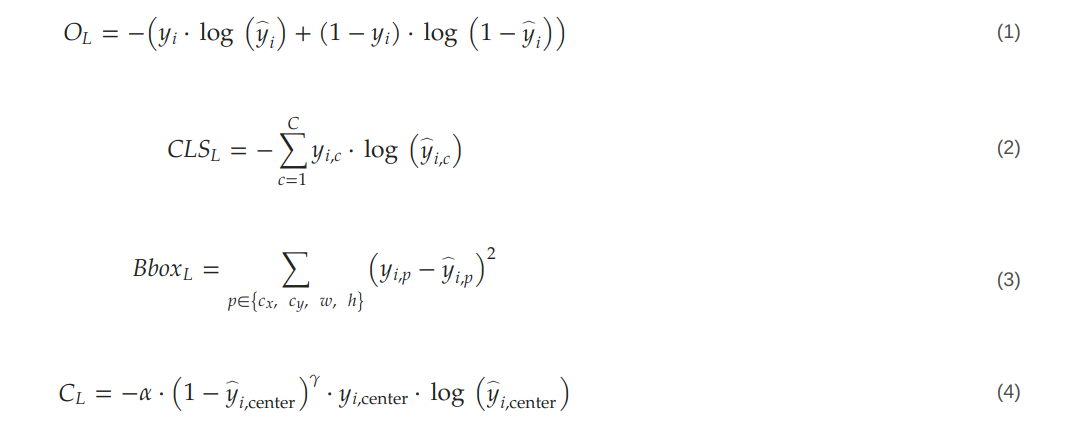 O_L = −(y_i · log (ŷ_i) + (1 − y_i) · log (1 − ŷ_i)) (1)
CLS_L = − ∑_{c=1}^{C} y_{i,c} · log (ŷ_{i,c}) (2)
Bbox_L = ∑_{p∈{c_x, c_y, w, h}} (y_{i,p} − ŷ_{i,p})^2 (3)
C_L = −α · (1 − ŷ_{i,center})^γ · y_{i,center} · log (ŷ_{i,center}) (4)